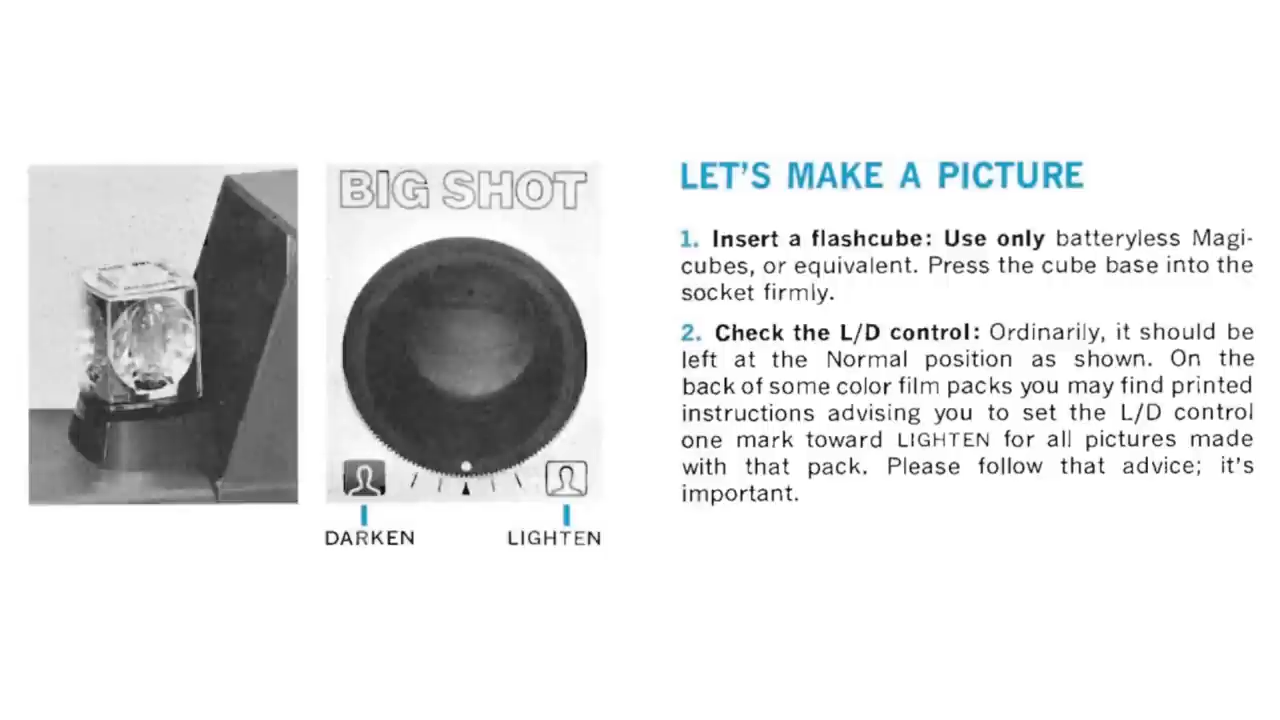 BIG SHOT
DARKEN
LIGHTEN
LET'S MAKE A PICTURE
1. Insert a flashcube: Use only batteryless Magi-
cubes, or equivalent. Press the cube base into the
socket firmly.
2. Check the L/D control: Ordinarily, it should be
left at the Normal position as shown. On the
back of some color film packs you may find printed
instructions advising you to set the L/D control
one mark toward LIGHTEN for all pictures made
with that pack. Please follow that advice; it's
important.